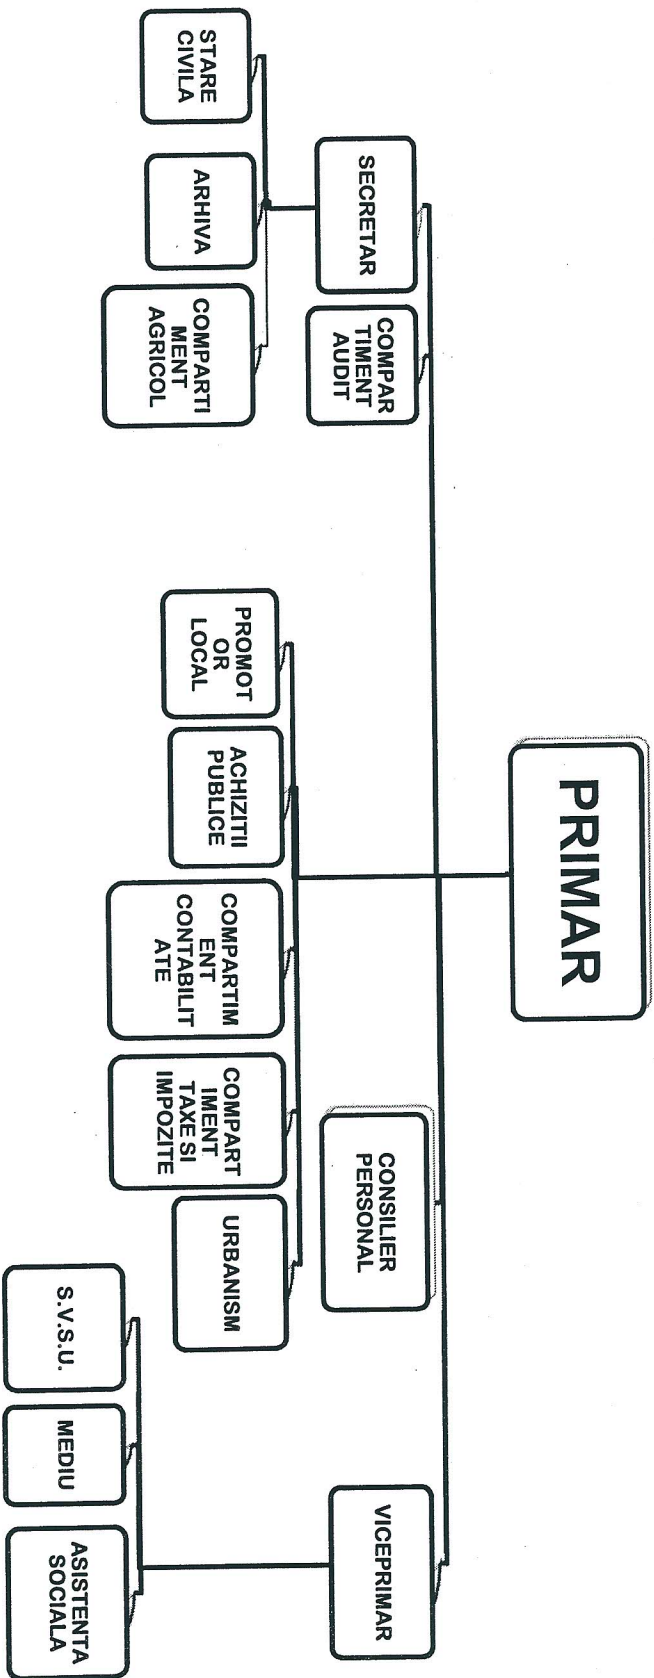 PRIMAR
SECRETAR
COMPAR
TIMENT
AUDIT
CONSILIER
PERSONAL
VICEPRIMAR
STARE
CIVILA
ARHIVA
COMPARTI
MENT
AGRICOL
PROMOT
OR
LOCAL
ACHIZITII
PUBLICE
COMPARTIM
ENT
CONTABILIT
ATE
COMPART
IMENT
TAXE SI
IMPOZITE
URBANISM
S.V.S.U.
MEDIU
ASISTENTA
SOCIALA